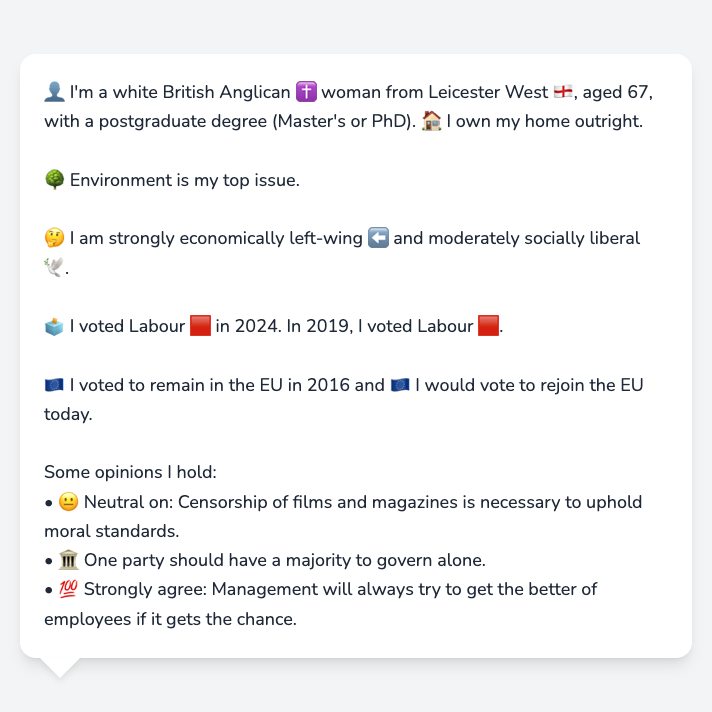 👤 I'm a white British Anglican ✝️ woman from Leicester West 🏴󠁧󠁢󠁥󠁮󠁧󠁿, aged 67,
with a postgraduate degree (Master's or PhD). 🏠 I own my home outright.
🌳 Environment is my top issue.
🤔 I am strongly economically left-wing ⬅️ and moderately socially liberal
🕊️.
🗳️ I voted Labour 🟥 in 2024. In 2019, I voted Labour 🟥.
🇪🇺 I voted to remain in the EU in 2016 and 🇪🇺 I would vote to rejoin the EU
today.
Some opinions I hold:
• 😐 Neutral on: Censorship of films and magazines is necessary to uphold
moral standards.
• 🏛️ One party should have a majority to govern alone.
• 💯 Strongly agree: Management will always try to get the better of
employees if it gets the chance.